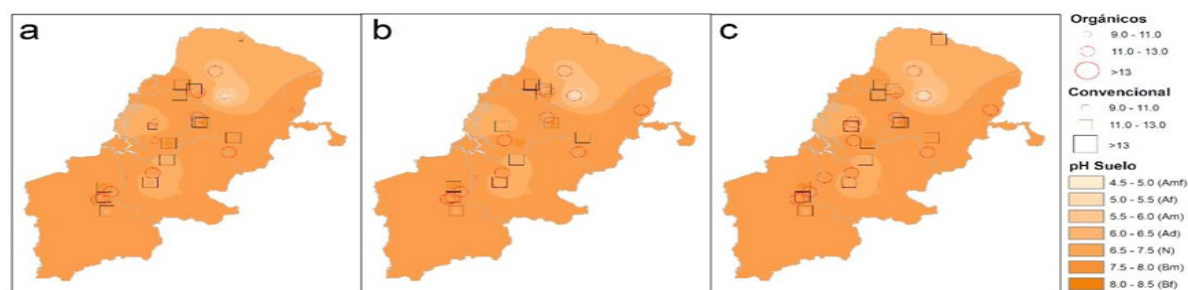 a
b
c
Orgánicos
9.0 - 11.0
11.0 - 13.0
>13
Convencional
9.0 - 11.0
11.0 - 13.0
>13
pH Suelo
4.5 - 5.0 (Amf)
5.0 - 5.5 (Af)
5.5 - 6.0 (Am)
6.0 - 6.5 (Ad)
6.5 - 7.5 (N)
7.5 - 8.0 (Bm)
8.0 - 8.5 (Bf)